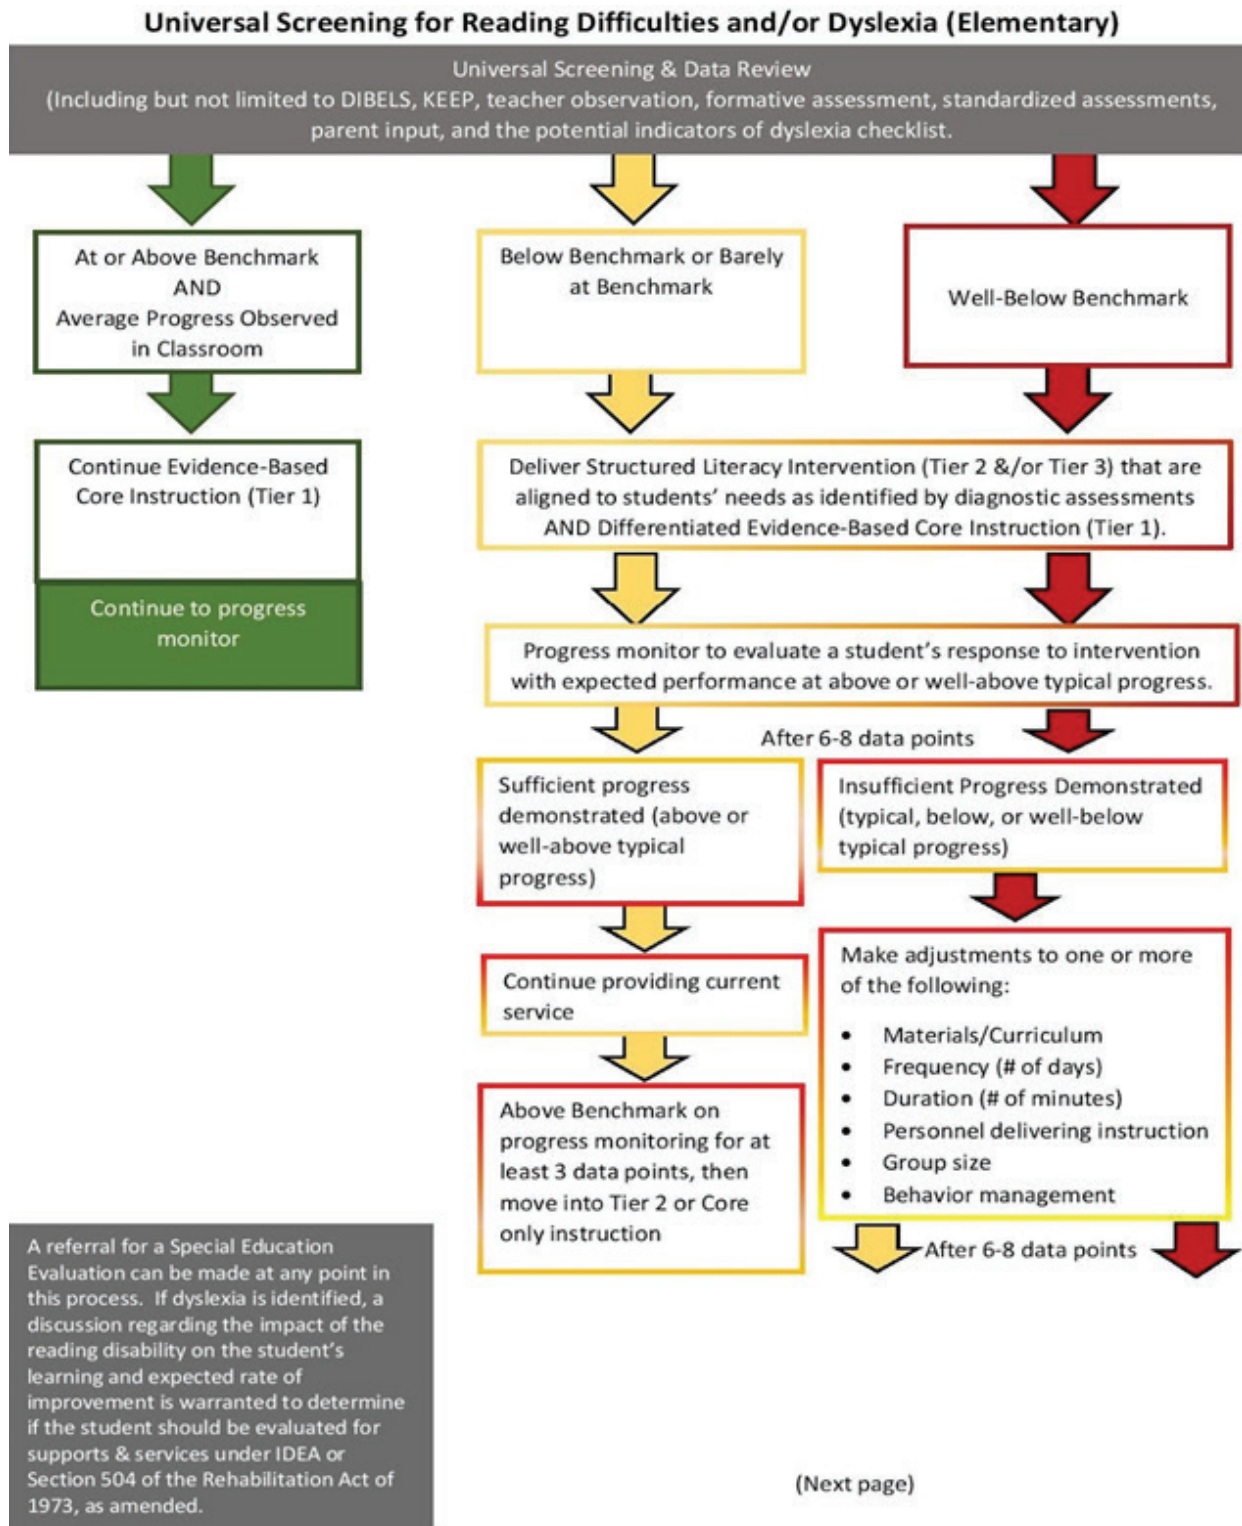 Universal Screening for Reading Difficulties and/or Dyslexia (Elementary)
Universal Screening & Data Review
(Including but not limited to DIBELS, KEEP, teacher observation, formative assessment, standardized assessments,
parent input, and the potential indicators of dyslexia checklist.
At or Above Benchmark
AND
Average Progress Observed
in Classroom
Below Benchmark or Barely
at Benchmark
Well-Below Benchmark
Continue Evidence-Based
Core Instruction (Tier 1)
Continue to progress
monitor
Deliver Structured Literacy Intervention (Tier 2 &/or Tier 3) that are
aligned to students' needs as identified by diagnostic assessments
AND Differentiated Evidence-Based Core Instruction (Tier 1).
Progress monitor to evaluate a student's response to intervention
with expected performance at above or well-above typical progress.
After 6-8 data points
Sufficient progress
demonstrated (above or
well-above typical
progress)
Insufficient Progress Demonstrated
(typical, below, or well-below
typical progress)
Continue providing current
service
Above Benchmark on
progress monitoring for at
least 3 data points, then
move into Tier 2 or Core
only instruction
Make adjustments to one or more
of the following:
• Materials/Curriculum
• Frequency (# of days)
• Duration (# of minutes)
• Personnel delivering instruction
• Group size
• Behavior management
After 6-8 data points
A referral for a Special Education
Evaluation can be made at any point in
this process.  If dyslexia is identified, a
discussion regarding the impact of the
reading disability on the student's
learning and expected rate of
improvement is warranted to determine
if the student should be evaluated for
supports & services under IDEA or
Section 504 of the Rehabilitation Act of
1973, as amended.
(Next page)